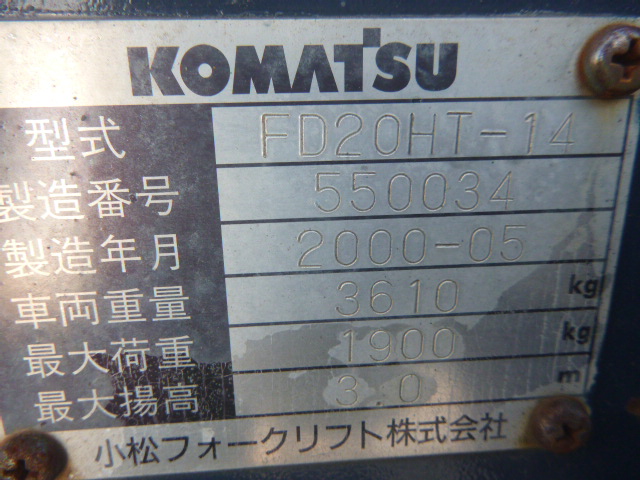 KOMATSU
型式 FD20HT-14
製造番号 550034
製造年月 2000-05
車両重量 3610 kg
最大荷重 1900 kg
最大揚高 3.0 m
小松フォークリフト株式会社